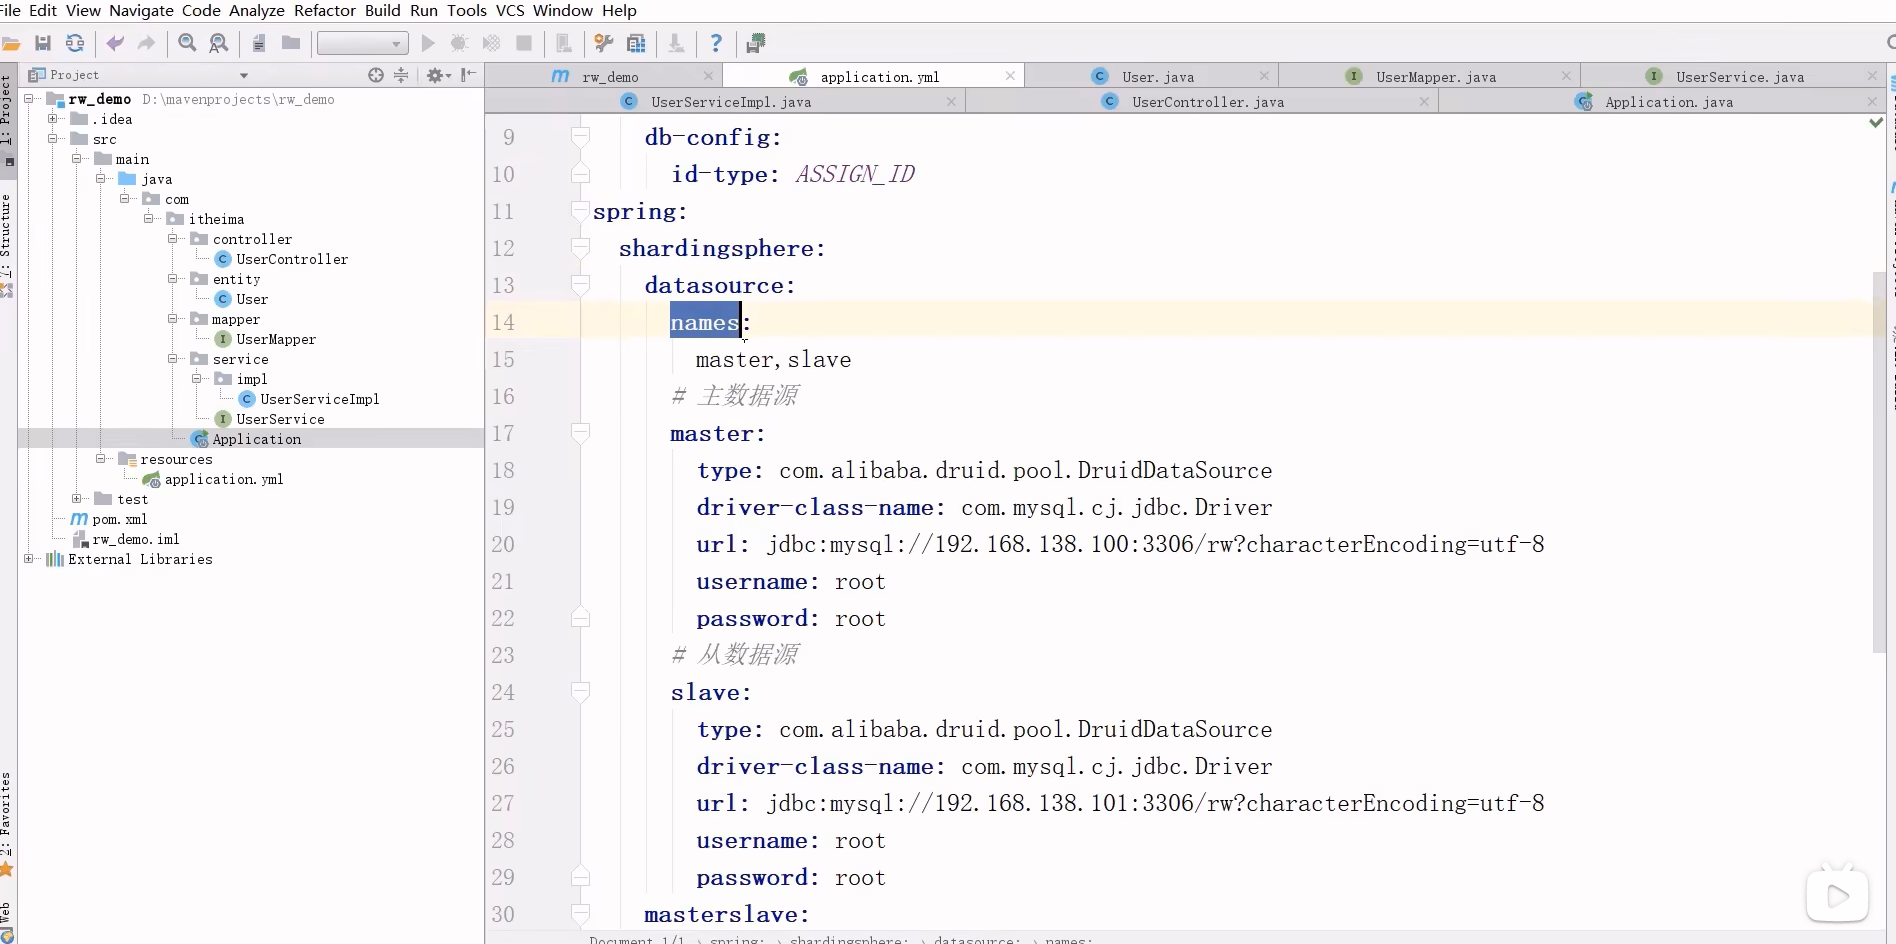 File Edit View Navigate Code Analyze Refactor Build Run Tools VCS Window Help
Project
rw_demo
application.yml
User.java
UserMapper.java
UserService.java
UserServiceImpl.java
UserController.java
Application.java
1: Project
7: Structure
2: Favorites
Web
rw_demo D:\mavenprojects\rw_demo
.idea
src
main
java
com
itheima
controller
UserController
entity
User
mapper
UserMapper
service
impl
UserServiceImpl
UserService
Application
resources
application.yml
test
pom.xml
rw_demo.iml
External Libraries
9 db-config:
10 id-type: ASSIGN_ID
11 spring:
12 shardingsphere:
13 datasource:
14 names:
15 master,slave
16 # 主数据源
17 master:
18 type: com.alibaba.druid.pool.DruidDataSource
19 driver-class-name: com.mysql.cj.jdbc.Driver
20 url: jdbc:mysql://192.168.138.100:3306/rw?characterEncoding=utf-8
21 username: root
22 password: root
23 # 从数据源
24 slave:
25 type: com.alibaba.druid.pool.DruidDataSource
26 driver-class-name: com.mysql.cj.jdbc.Driver
27 url: jdbc:mysql://192.168.138.101:3306/rw?characterEncoding=utf-8
28 username: root
29 password: root
30 masterslave:
Document 1/1 › spring: › shardingsphere: › datasource: › names: